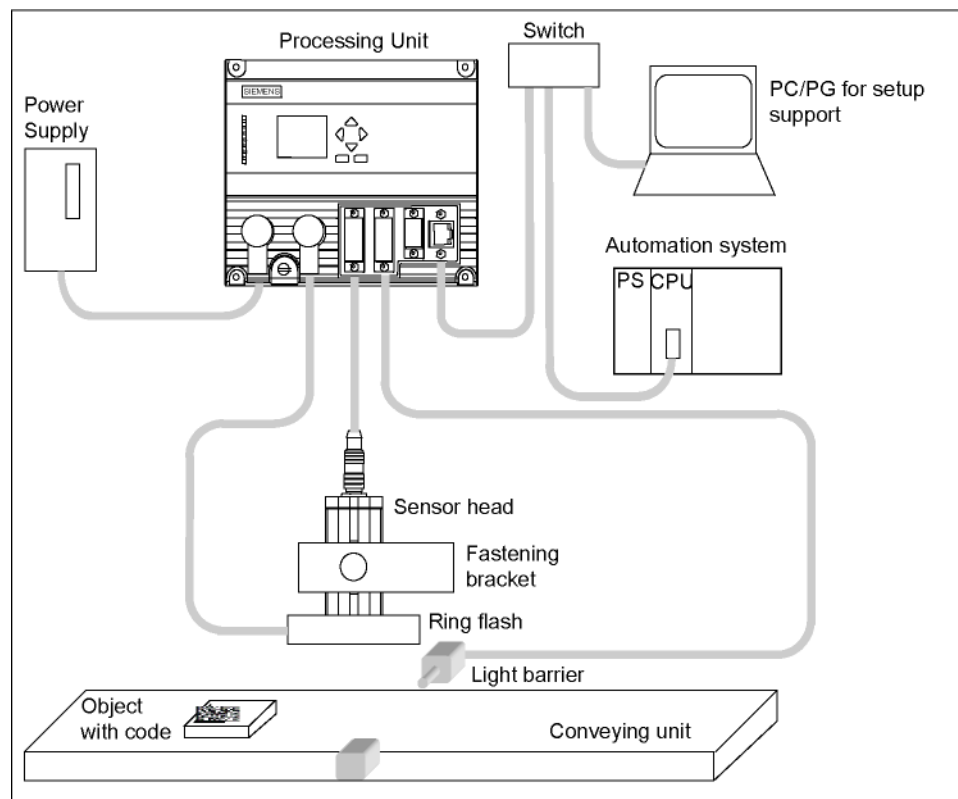 Processing Unit
Switch
SIEMENS
PC/PG for setup
support
Power
Supply
Automation system
PS CPU
Sensor head
Fastening
bracket
Ring flash
Light barrier
Object
with code
Conveying unit